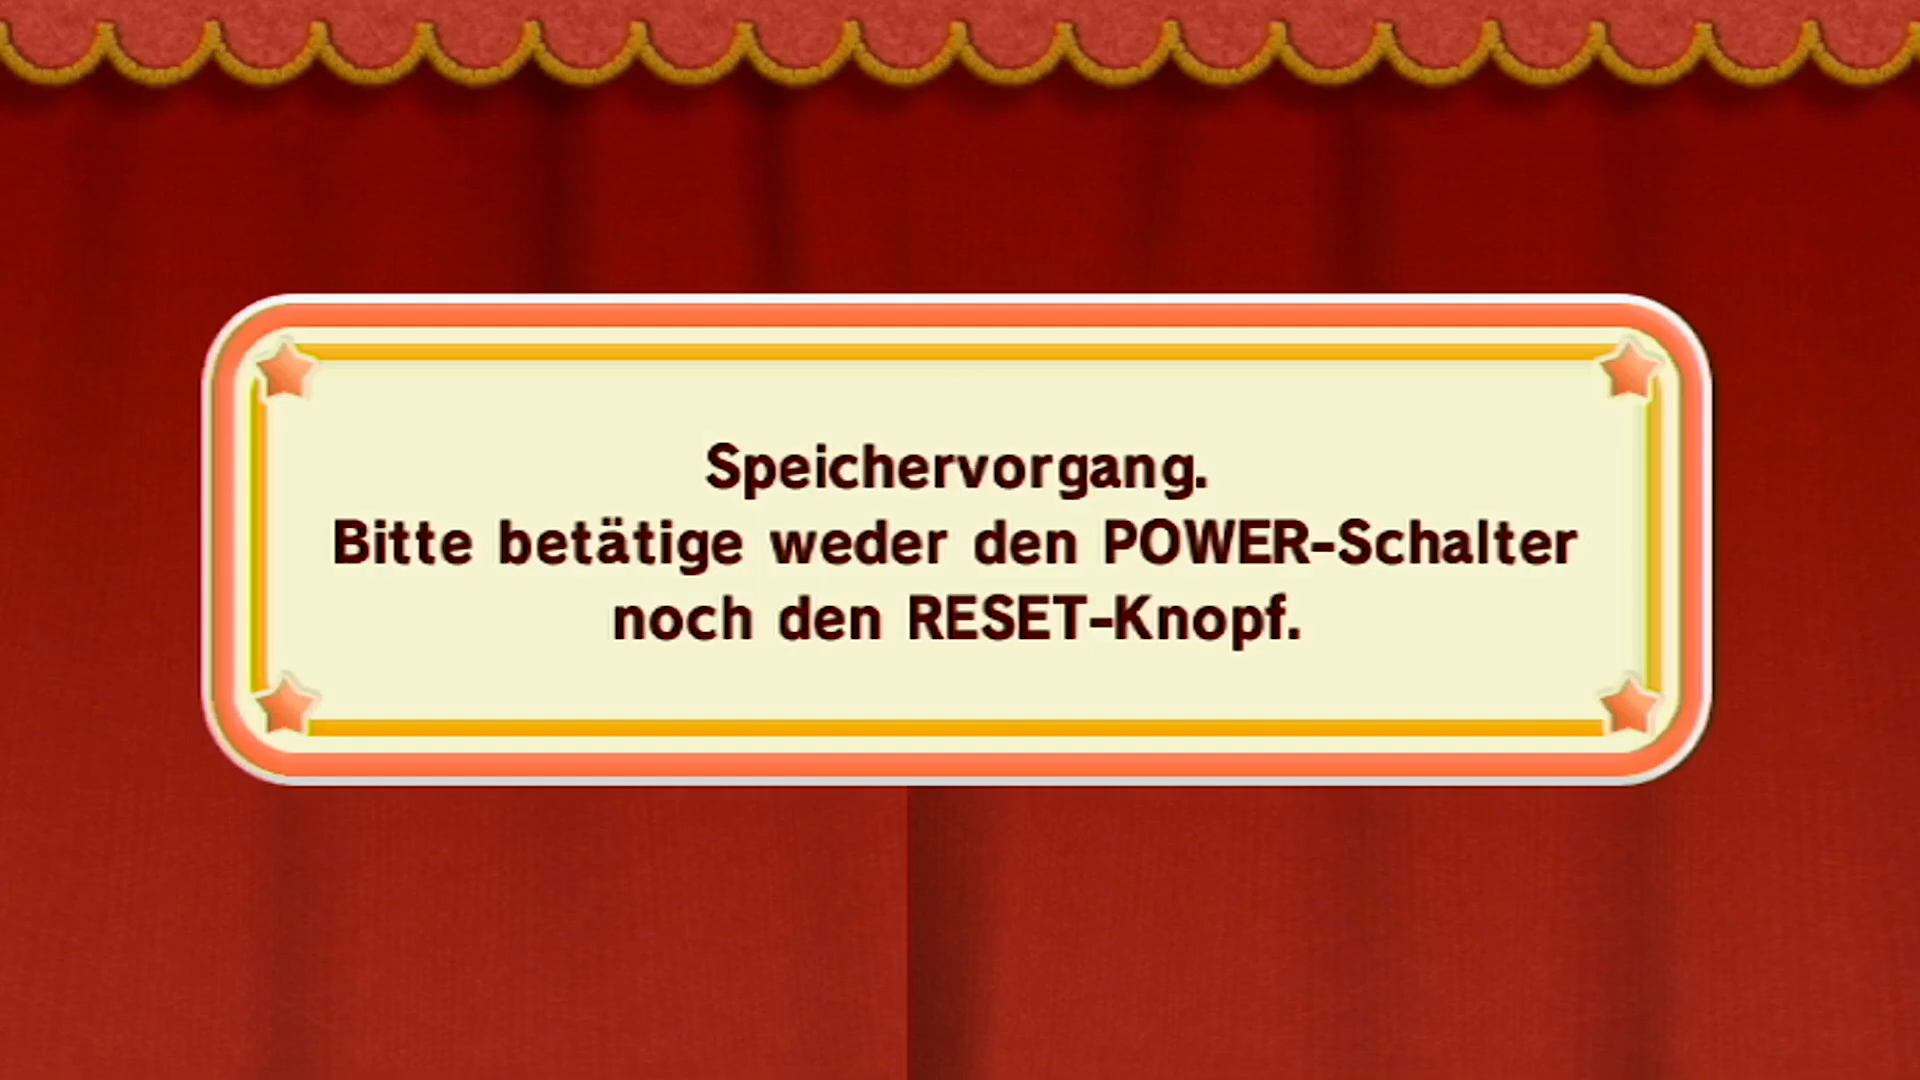 Speichervorgang.
Bitte betätige weder den POWER-Schalter
noch den RESET-Knopf.